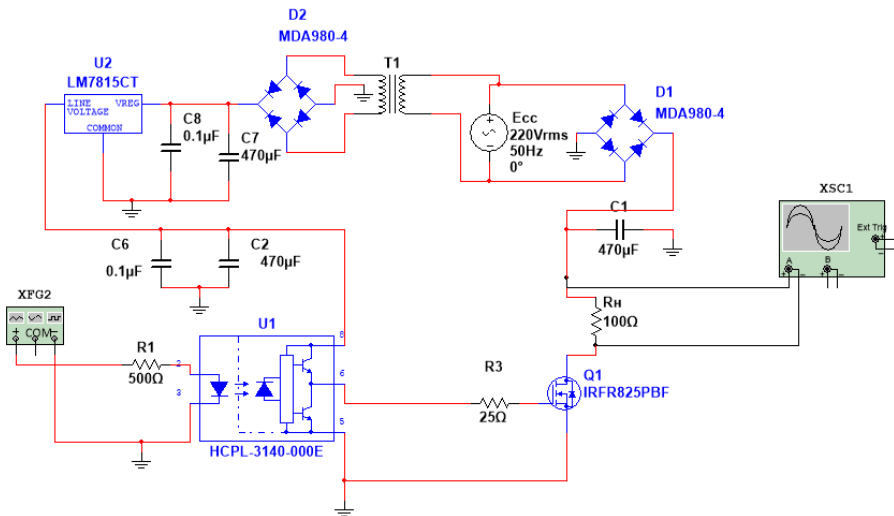 D2
MDA980-4
U2
LM7815CT
LINE VREG
VOLTAGE
COMMON
C8
0.1µF
C7
470µF
T1
Ecc
220Vrms
50Hz
0°
D1
MDA980-4
XSC1
Ext Trig
+
−
A
B
+ −
+ −
C1
470µF
C6
0.1µF
C2
470µF
RH
100Ω
XFG2
+ COM −
R1
500Ω
U1
2
3
8
6
5
HCPL-3140-000E
R3
25Ω
Q1
IRFR825PBF